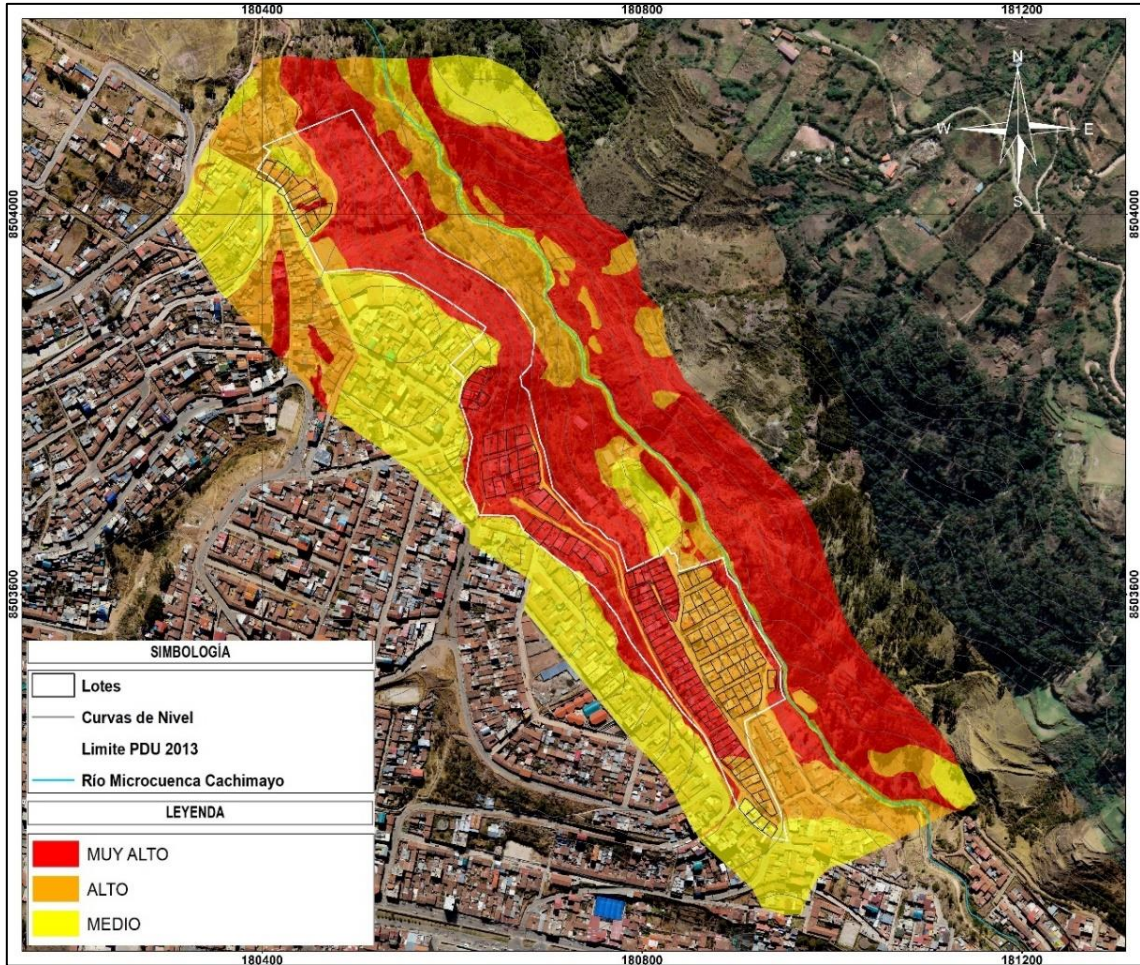 180400
180800
181200
N
W
E
S
8504000
8504000
8503600
8503600
SIMBOLOGÍA
Lotes
Curvas de Nivel
Limite PDU 2013
Río Microcuenca Cachimayo
LEYENDA
MUY ALTO
ALTO
MEDIO
180400
180800
181200